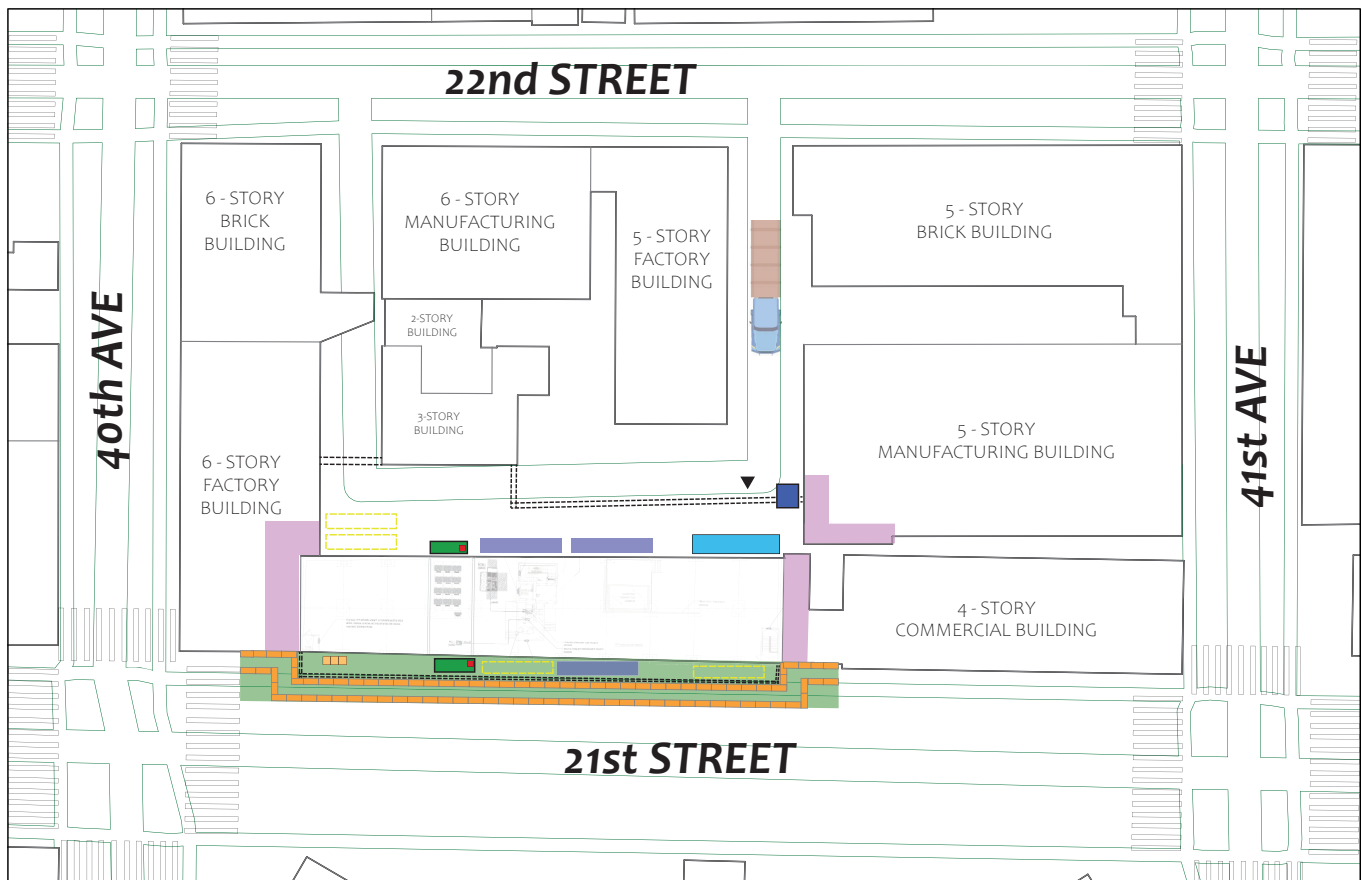 22nd STREET
6 - STORY
BRICK
BUILDING
6 - STORY
MANUFACTURING
BUILDING
5 - STORY
FACTORY
BUILDING
5 - STORY
BRICK BUILDING
2-STORY
BUILDING
3-STORY
BUILDING
40th AVE
41st AVE
6 - STORY
FACTORY
BUILDING
5 - STORY
MANUFACTURING BUILDING
4 - STORY
COMMERCIAL BUILDING
21st STREET